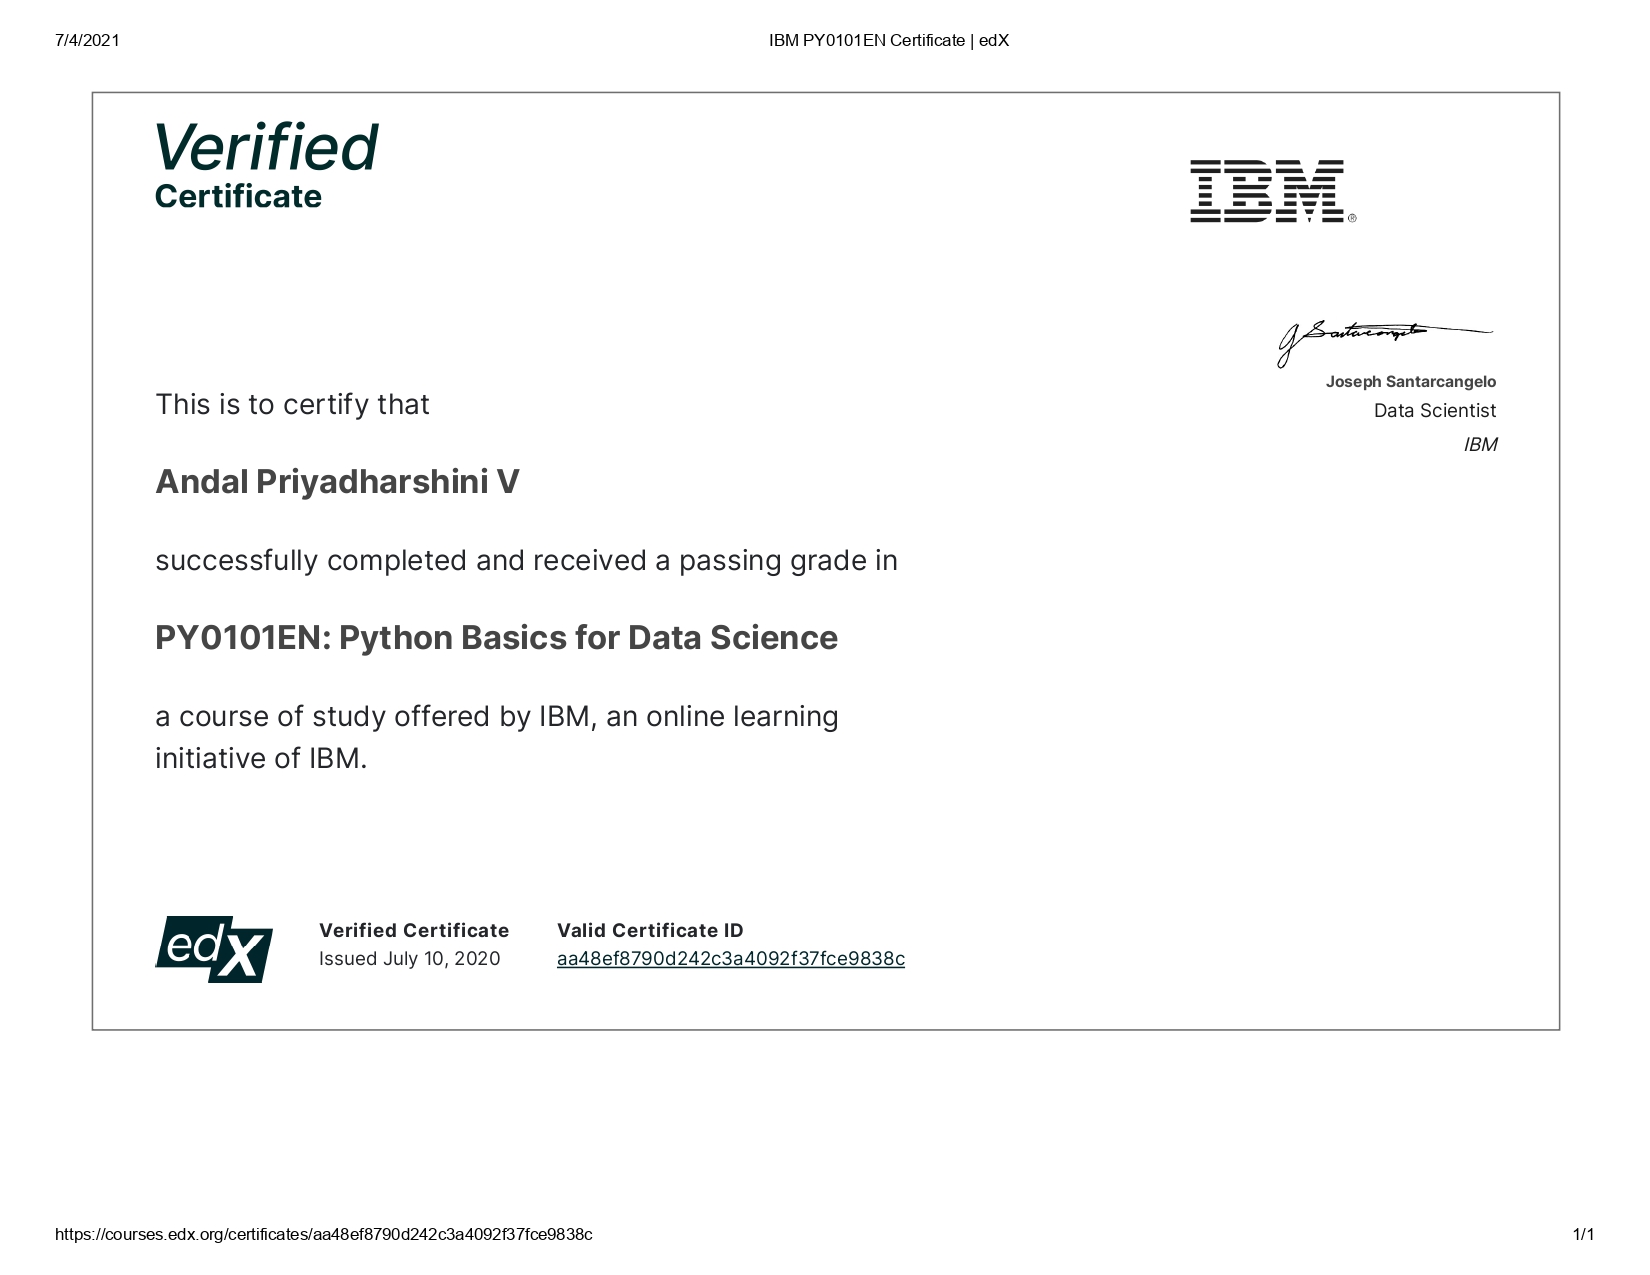 7/4/2021
IBM PY0101EN Certificate | edX
Verified
Certificate
IBM®
J Santarcangelo
Joseph Santarcangelo
Data Scientist
IBM
This is to certify that
Andal Priyadharshini V
successfully completed and received a passing grade in
PY0101EN: Python Basics for Data Science
a course of study offered by IBM, an online learning
initiative of IBM.
edX
Verified Certificate
Issued July 10, 2020
Valid Certificate ID
aa48ef8790d242c3a4092f37fce9838c
https://courses.edx.org/certificates/aa48ef8790d242c3a4092f37fce9838c
1/1